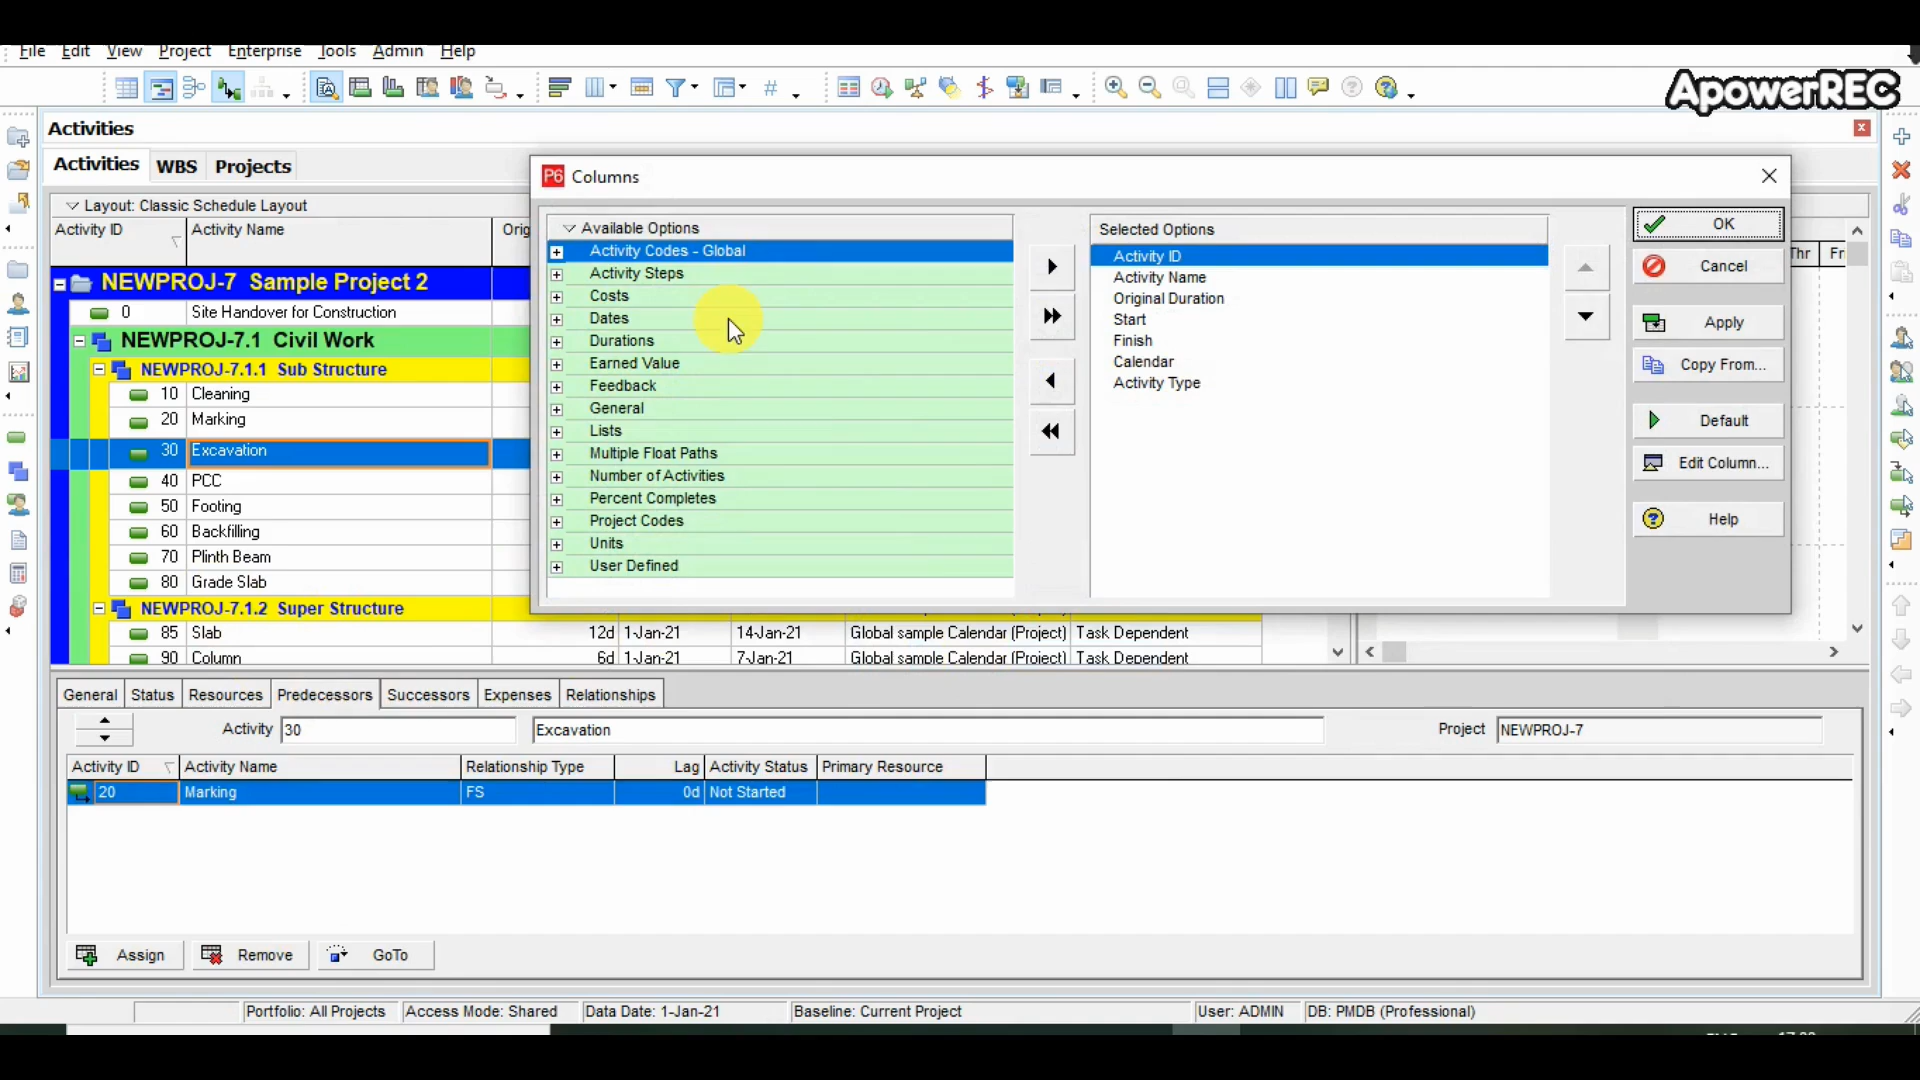 File Edit View Project Enterprise Tools Admin Help
ApowerREC
Activities
Activities WBS Projects
Layout: Classic Schedule Layout
Activity ID Activity Name Orig
NEWPROJ-7 Sample Project 2
0 Site Handover for Construction
NEWPROJ-7.1 Civil Work
NEWPROJ-7.1.1 Sub Structure
10 Cleaning
20 Marking
30 Excavation
40 PCC
50 Footing
60 Backfilling
70 Plinth Beam
80 Grade Slab
NEWPROJ-7.1.2 Super Structure
85 Slab 12d 1-Jan-21 14-Jan-21 Global sample Calendar (Project) Task Dependent
90 Column 6d 1-Jan-21 7-Jan-21 Global sample Calendar (Project) Task Dependent
P6 Columns
Available Options
Activity Codes - Global
Activity Steps
Costs
Dates
Durations
Earned Value
Feedback
General
Lists
Multiple Float Paths
Number of Activities
Percent Completes
Project Codes
Units
User Defined
Selected Options
Activity ID
Activity Name
Original Duration
Start
Finish
Calendar
Activity Type
OK
Cancel
Apply
Copy From...
Default
Edit Column...
Help
Thr Fri
General Status Resources Predecessors Successors Expenses Relationships
Activity 30 Excavation Project NEWPROJ-7
Activity ID Activity Name Relationship Type Lag Activity Status Primary Resource
20 Marking FS 0d Not Started
Assign Remove GoTo
Portfolio: All Projects Access Mode: Shared Data Date: 1-Jan-21 Baseline: Current Project User: ADMIN DB: PMDB (Professional)